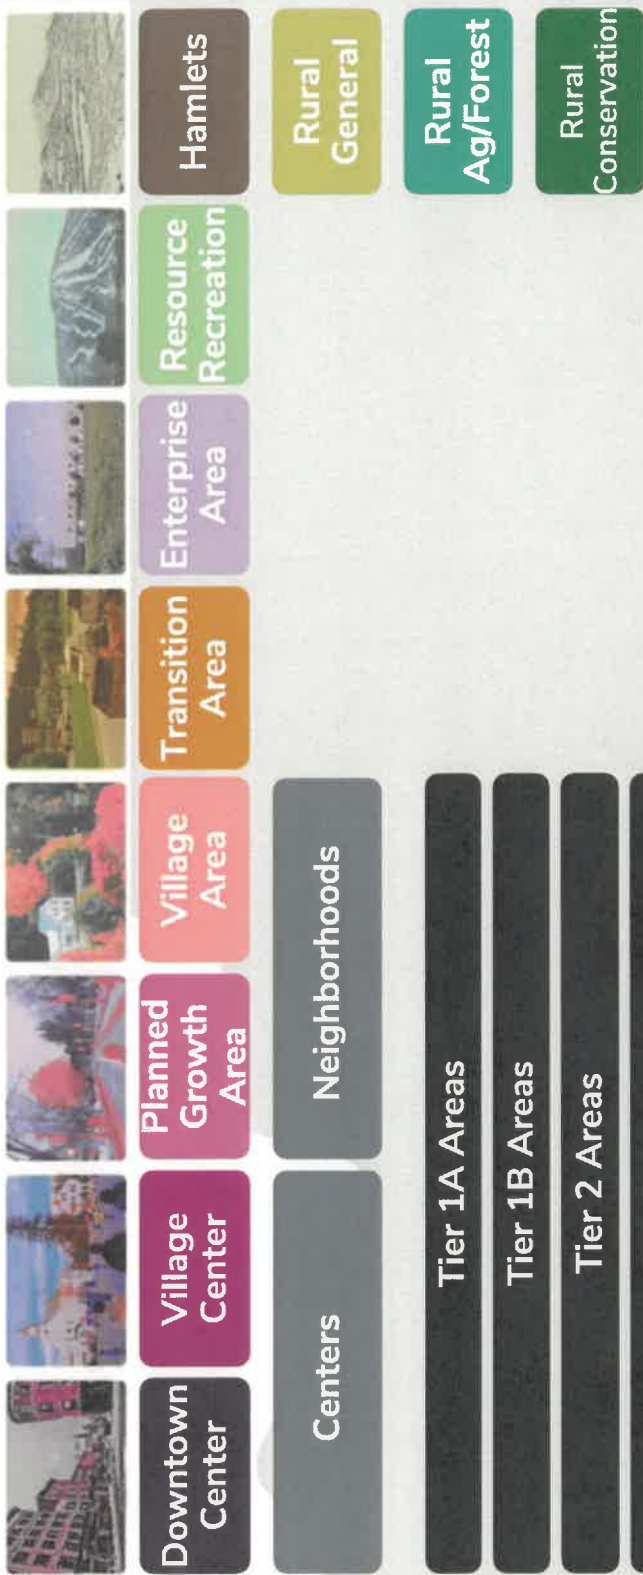 Downtown
Center
Village
Center
Planned
Growth
Area
Village
Area
Transition
Area
Enterprise
Area
Resource
Recreation
Hamlets
Centers
Neighborhoods
Rural
General
Rural
Ag/Forest
Rural
Conservation
Tier 1A Areas
Tier 1B Areas
Tier 2 Areas